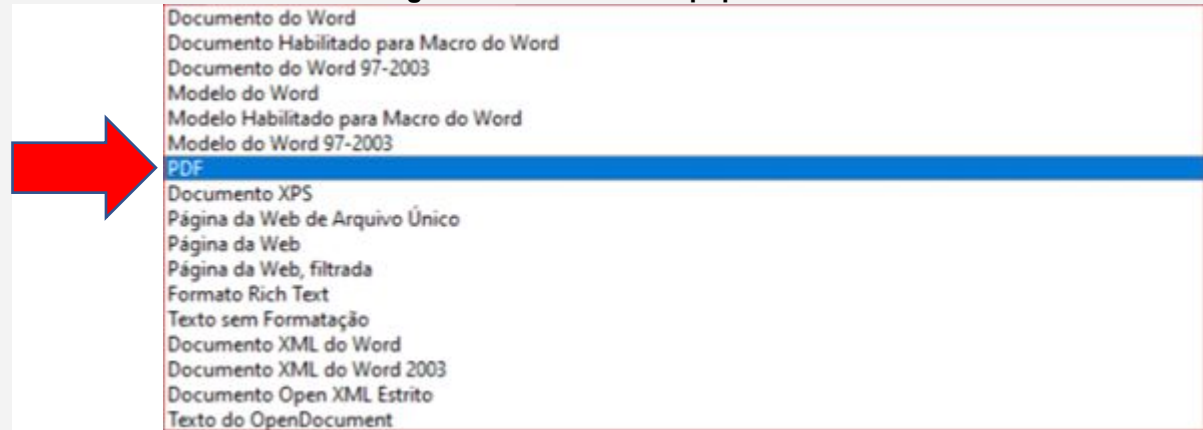 Documento do Word
Documento Habilitado para Macro do Word
Documento do Word 97-2003
Modelo do Word
Modelo Habilitado para Macro do Word
Modelo do Word 97-2003
PDF
Documento XPS
Página da Web de Arquivo Único
Página da Web
Página da Web, filtrada
Formato Rich Text
Texto sem Formatação
Documento XML do Word
Documento XML do Word 2003
Documento Open XML Estrito
Texto do OpenDocument